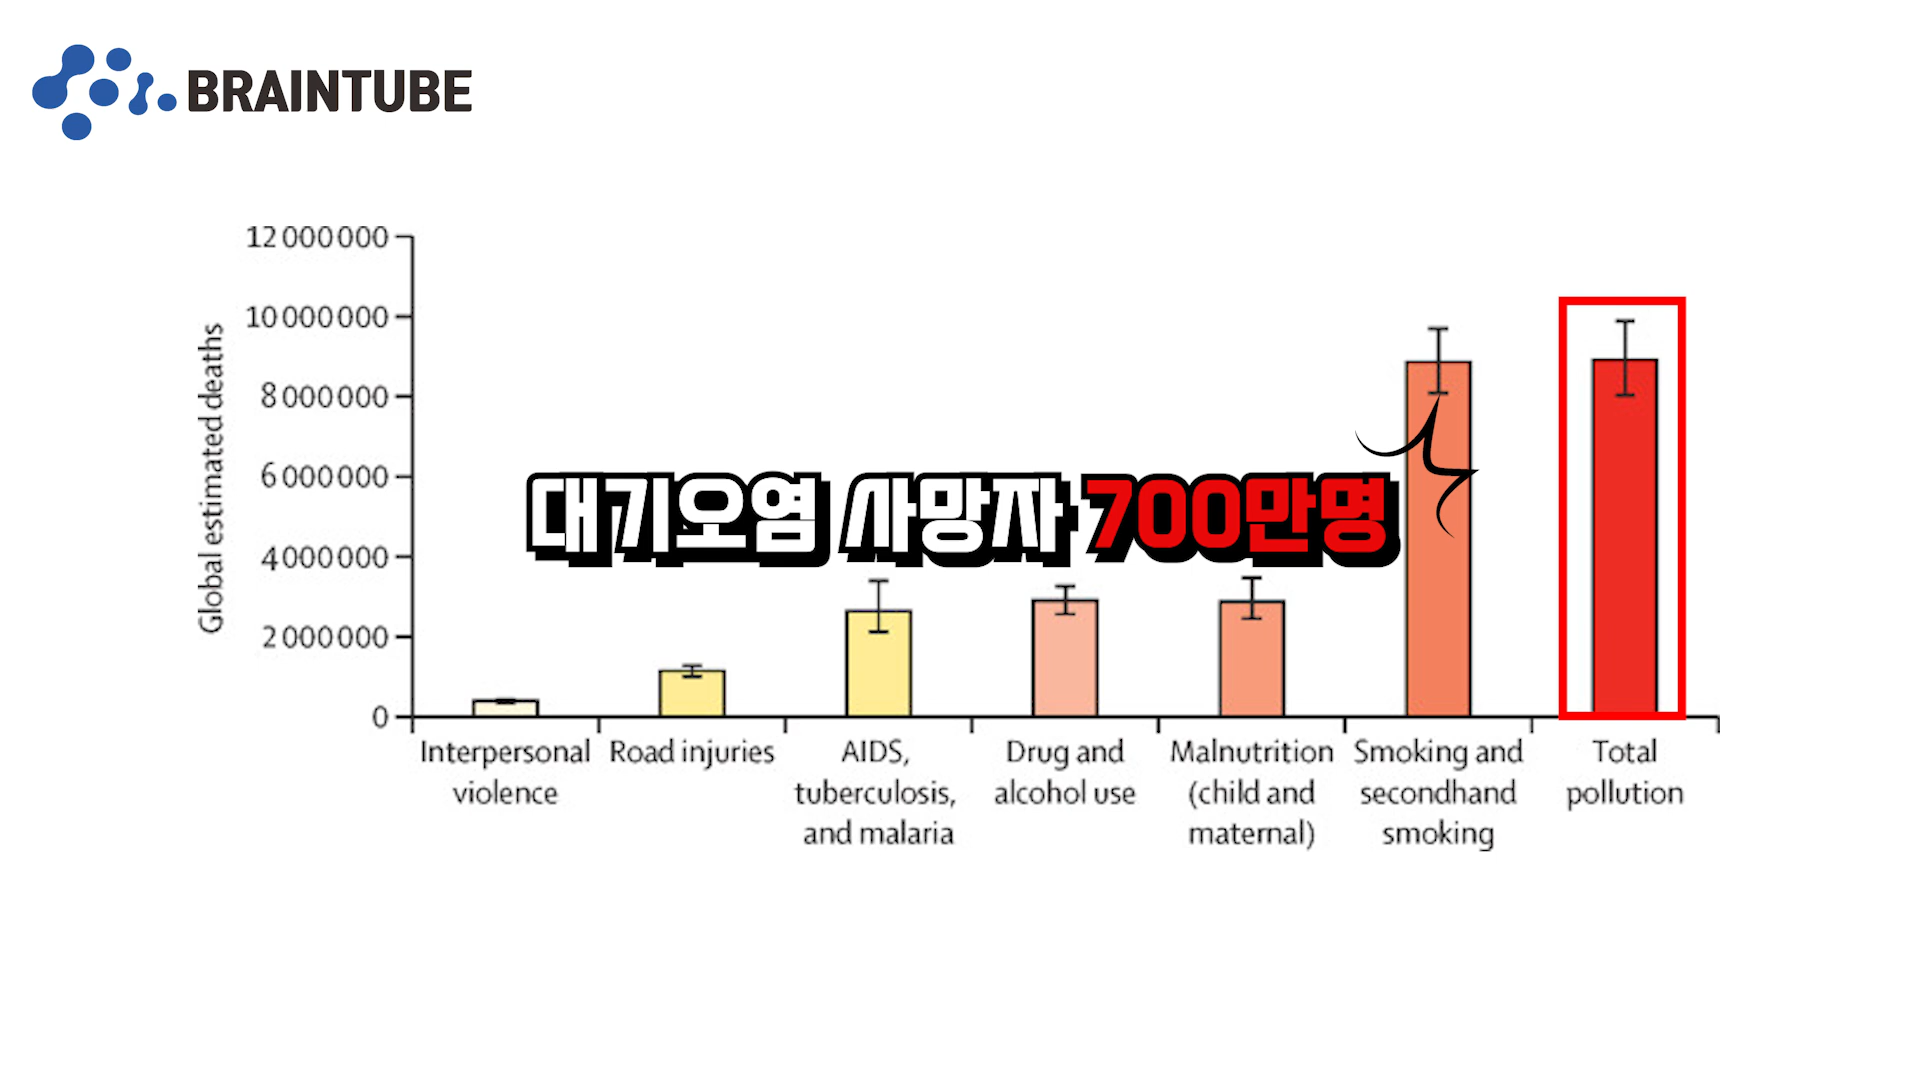 BRAINTUBE
12 000 000
10 000 000
8 000 000
6 000 000
4 000 000
2 000 000
0
Global estimated deaths
대기오염 사망자 700만명
Interpersonal
violence
Road injuries
AIDS,
tuberculosis,
and malaria
Drug and
alcohol use
Malnutrition
(child and
maternal)
Smoking and
secondhand
smoking
Total
pollution